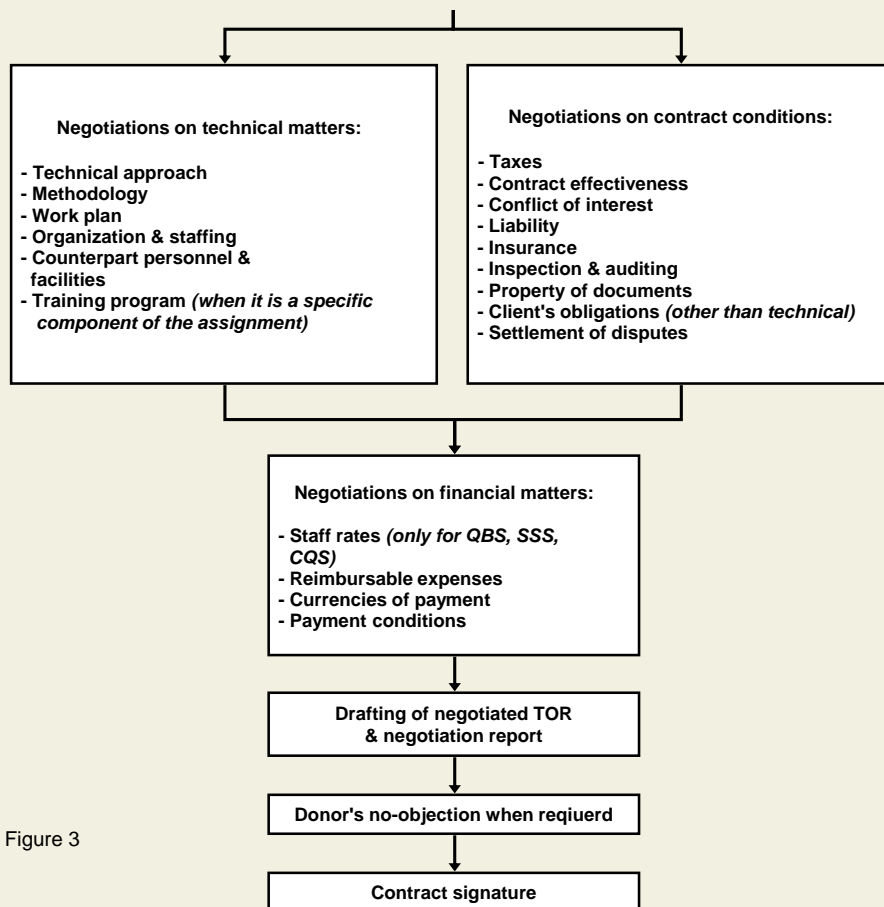 Negotiations on technical matters:
- Technical approach
- Methodology
- Work plan
- Organization & staffing
- Counterpart personnel &
facilities
- Training program (when it is a specific
component of the assignment)
Negotiations on contract conditions:
- Taxes
- Contract effectiveness
- Conflict of interest
- Liability
- Insurance
- Inspection & auditing
- Property of documents
- Client's obligations (other than technical)
- Settlement of disputes
Negotiations on financial matters:
- Staff rates (only for QBS, SSS,
CQS)
- Reimbursable expenses
- Currencies of payment
- Payment conditions
Drafting of negotiated TOR
& negotiation report
Donor's no-objection when reqiuerd
Figure 3
Contract signature